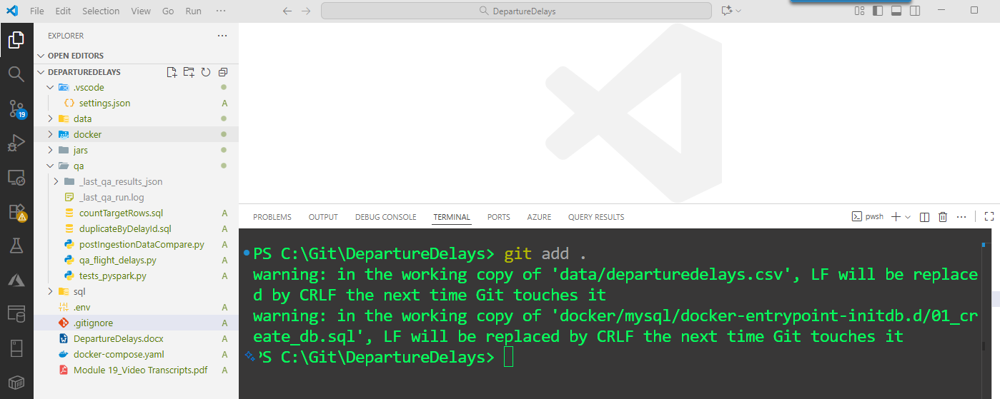 File Edit Selection View Go Run ··· DepartureDelays
EXPLORER ···
OPEN EDITORS
DEPARTUREDELAYS
.vscode
{} settings.json A
data
docker
jars
qa
_last_qa_results_json
_last_qa_run.log
countTargetRows.sql A
duplicateByDelayId.sql A
postIngestionDataCompare.py A
qa_flight_delays.py A
tests_pyspark.py A
sql
.env A
.gitignore A
DepartureDelays.docx A
docker-compose.yaml A
Module 19_Video Transcripts.pdf A
19
PROBLEMS OUTPUT DEBUG CONSOLE TERMINAL PORTS AZURE QUERY RESULTS pwsh ···
PS C:\Git\DepartureDelays> git add .
warning: in the working copy of 'data/departuredelays.csv', LF will be replace
d by CRLF the next time Git touches it
warning: in the working copy of 'docker/mysql/docker-entrypoint-initdb.d/01_cr
eate_db.sql', LF will be replaced by CRLF the next time Git touches it
PS C:\Git\DepartureDelays>